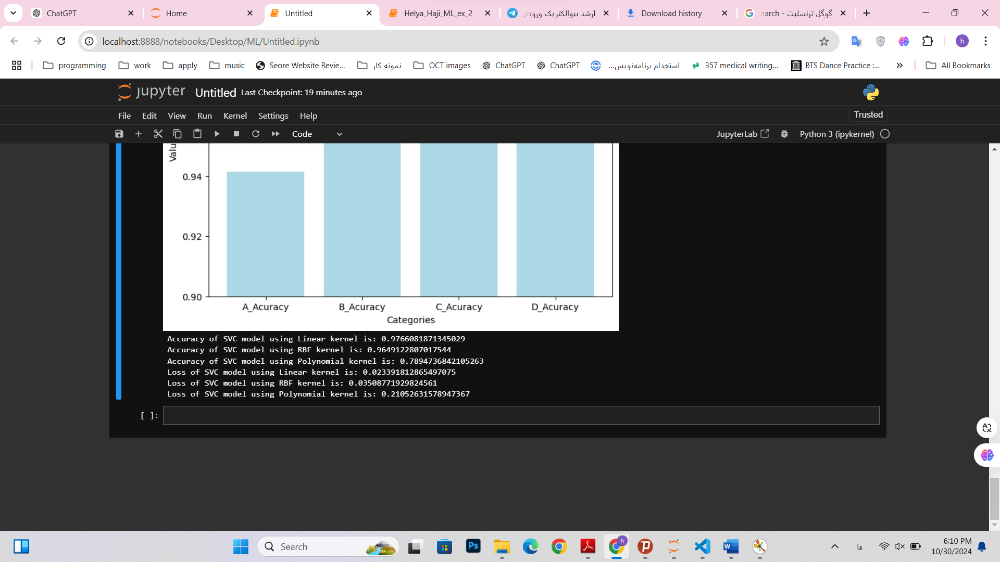 ChatGPT
Home
Untitled
Helya_Haji_ML_ex_2
ارشد بیوالکتریک ورودی
Download history
گوگل ترنسلیت - earch
localhost:8888/notebooks/Desktop/ML/Untitled.ipynb
h
programming
work
apply
music
Seore Website Revie...
نمونه کار
OCT images
ChatGPT
ChatGPT
استخدام برنامه‌نویس...
357 medical writing...
BTS Dance Practice :...
All Bookmarks
jupyter Untitled Last Checkpoint: 19 minutes ago
File Edit View Run Kernel Settings Help
Trusted
Code
JupyterLab
Python 3 (ipykernel)
Valu
0.94
0.92
0.90
A_Acuracy B_Acuracy C_Acuracy D_Acuracy
Categories
Accuracy of SVC model using Linear kernel is: 0.9766081871345029
Accuracy of SVC model using RBF kernel is: 0.9649122807017544
Accuracy of SVC model using Polynomial kernel is: 0.7894736842105263
Loss of SVC model using Linear kernel is: 0.023391812865497075
Loss of SVC model using RBF kernel is: 0.03508771929824561
Loss of SVC model using Polynomial kernel is: 0.21052631578947367
[ ]:
Search
Ps
h
فا
6:10 PM
10/30/2024